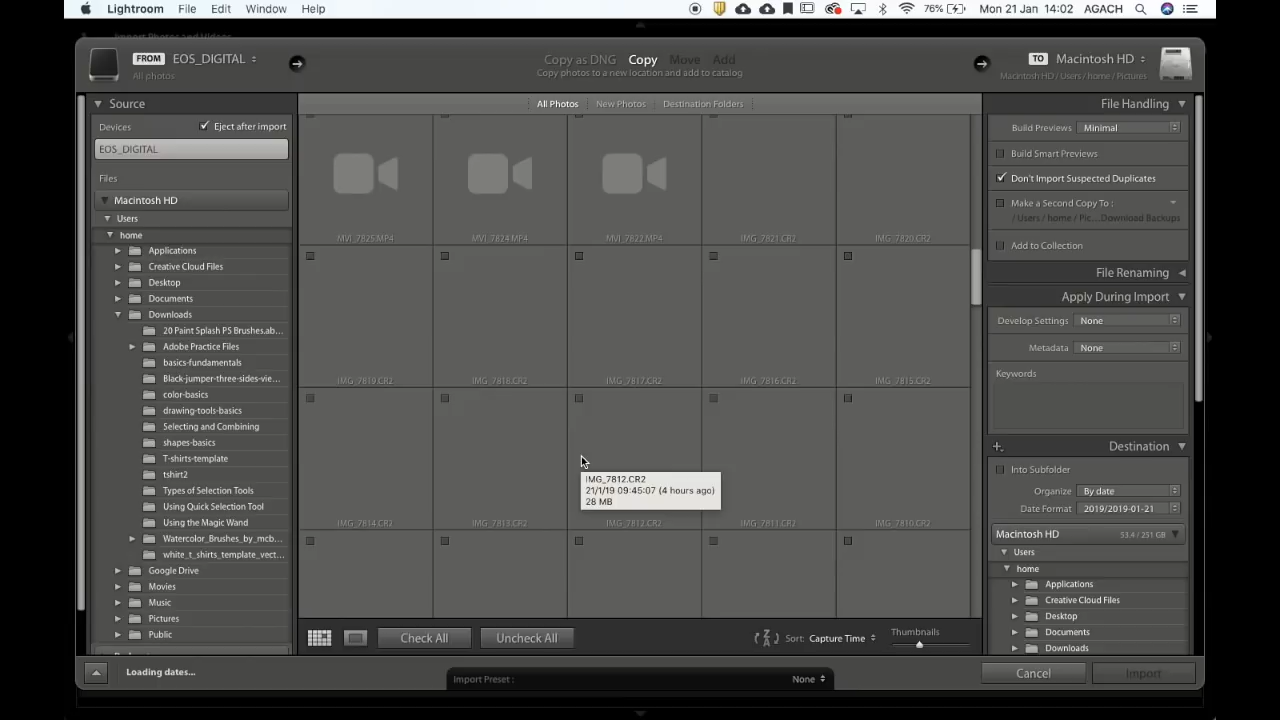 Lightroom File Edit Window Help 76% Mon 21 Jan 14:02 AGACH
Import Photos and Videos
FROM EOS_DIGITAL
All photos
Copy as DNG Copy Move Add
Copy photos to a new location and add to catalog
TO Macintosh HD
Macintosh HD / Users / home / Pictures
Source
Devices Eject after import
EOS_DIGITAL
Files
Macintosh HD
Users
home
Applications
Creative Cloud Files
Desktop
Documents
Downloads
20 Paint Splash PS Brushes.ab...
Adobe Practice Files
basics-fundamentals
Black-jumper-three-sides-vie...
color-basics
drawing-tools-basics
Selecting and Combining
shapes-basics
T-shirts-template
tshirt2
Types of Selection Tools
Using Quick Selection Tool
Using the Magic Wand
Watercolor_Brushes_by_mcb...
white_t_shirts_template_vect...
Google Drive
Movies
Music
Pictures
Public
All Photos New Photos Destination Folders
MVI_7825.MP4 MVI_7824.MP4 MVI_7822.MP4 IMG_7821.CR2 IMG_7820.CR2
IMG_7819.CR2 IMG_7818.CR2 IMG_7817.CR2 IMG_7816.CR2 IMG_7815.CR2
IMG_7812.CR2
21/1/19 09:45:07 (4 hours ago)
28 MB
IMG_7814.CR2 IMG_7813.CR2 IMG_7812.CR2 IMG_7811.CR2 IMG_7810.CR2
Check All Uncheck All Sort: Capture Time Thumbnails
File Handling
Build Previews Minimal
Build Smart Previews
Don't Import Suspected Duplicates
Make a Second Copy To :
/ Users / home / Pic...Download Backups
Add to Collection
File Renaming
Apply During Import
Develop Settings None
Metadata None
Keywords
Destination
Into Subfolder
Organize By date
Date Format 2019/2019-01-21
Macintosh HD 53.4 / 251 GB
Users
home
Applications
Creative Cloud Files
Desktop
Documents
Downloads
Loading dates... Import Preset : None Cancel Import